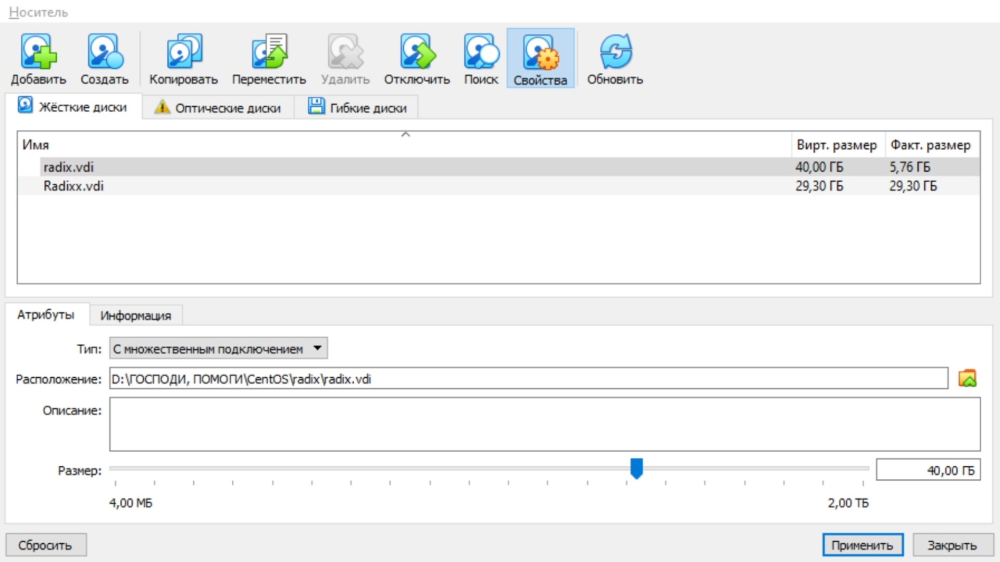 Носитель
Добавить Создать Копировать Переместить Удалить Отключить Поиск Свойства Обновить
Жёсткие диски Оптические диски Гибкие диски
Имя Вирт. размер Факт. размер
radix.vdi 40,00 ГБ 5,76 ГБ
Radixx.vdi 29,30 ГБ 29,30 ГБ
Атрибуты Информация
Тип: С множественным подключением
Расположение: D:\ГОСПОДИ, ПОМОГИ\CentOS\radix\radix.vdi
Описание:
Размер: 40,00 ГБ
4,00 МБ 2,00 ТБ
Сбросить Применить Закрыть